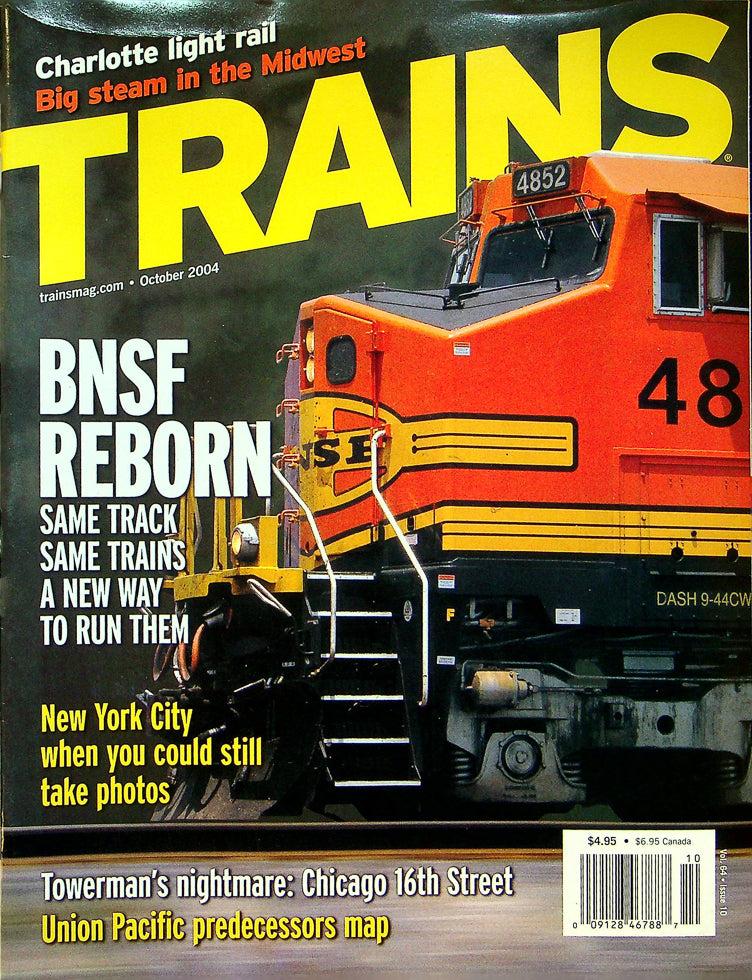 Charlotte light rail
Big steam in the Midwest
TRAINS®
trainsmag.com • October 2004
4852
BNSF
REBORN
SAME TRACK
SAME TRAINS
A NEW WAY
TO RUN THEM
NSF
48
DASH 9-44CW
F
C
New York City
when you could still
take photos
$4.95 • $6.95 Canada
10
0 09128 46788 7
Vol. 64 • Issue 10
Towerman's nightmare: Chicago 16th Street
Union Pacific predecessors map